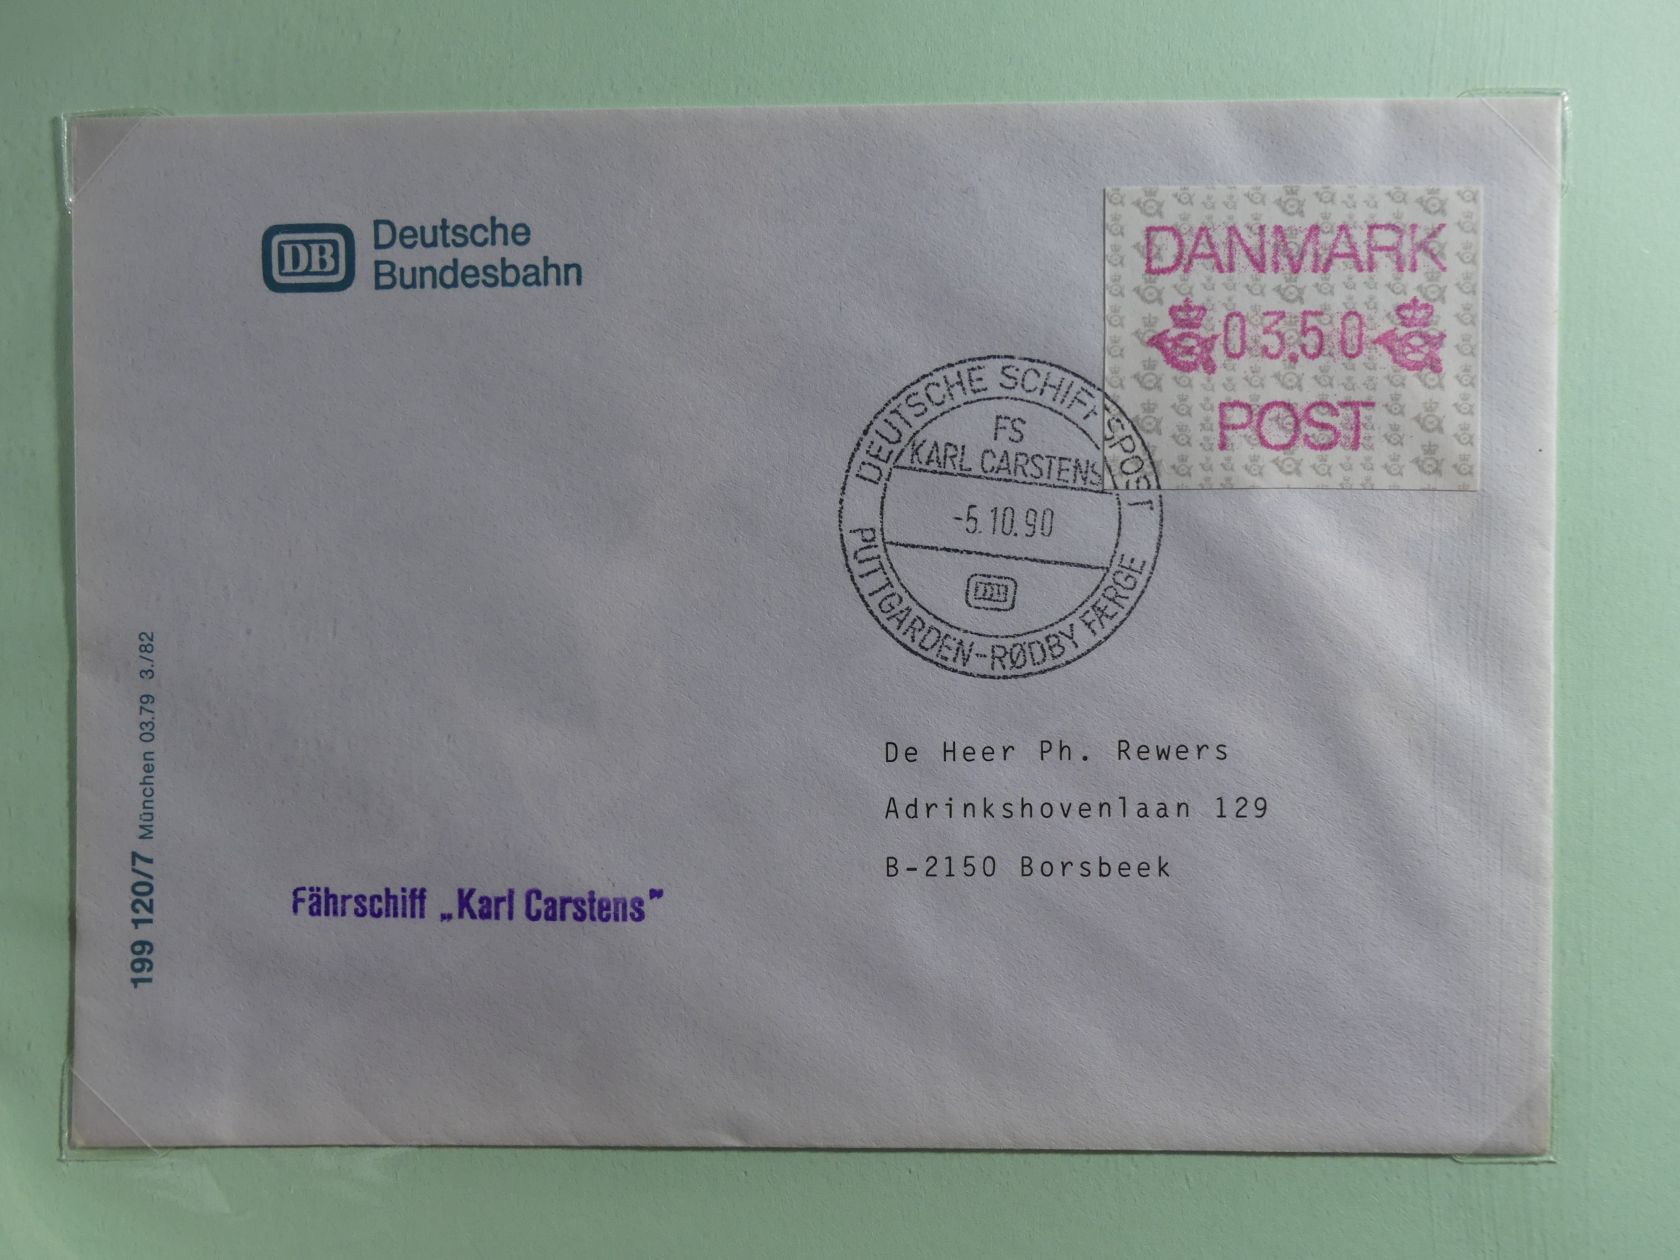 DB
Deutsche
Bundesbahn
DANMARK
03,50
POST
DEUTSCHE SCHIFFSPOST
FS
KARL CARSTENS
-5.10.90
DB
PUTTGARDEN-RØDBY FÆRGE
De Heer Ph. Rewers
Adrinkshovenlaan 129
B-2150 Borsbeek
Fährschiff „Karl Carstens"
199 120/7 München 03.79 3./82